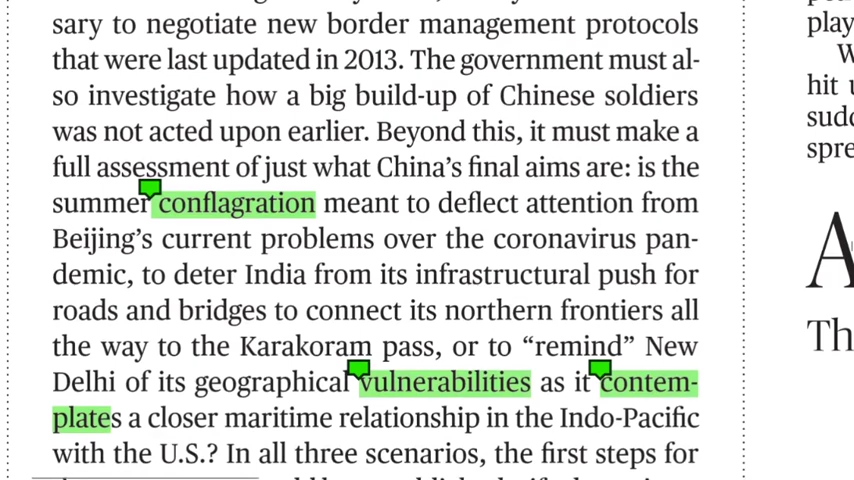 sary to negotiate new border management protocols
that were last updated in 2013. The government must al-
so investigate how a big build-up of Chinese soldiers
was not acted upon earlier. Beyond this, it must make a
full assessment of just what China's final aims are: is the
summer conflagration meant to deflect attention from
Beijing's current problems over the coronavirus pan-
demic, to deter India from its infrastructural push for
roads and bridges to connect its northern frontiers all
the way to the Karakoram pass, or to “remind” New
Delhi of its geographical vulnerabilities as it contem-
plates a closer maritime relationship in the Indo-Pacific
with the U.S.? In all three scenarios, the first steps for
play
W
hit
sudd
spre
A
Th